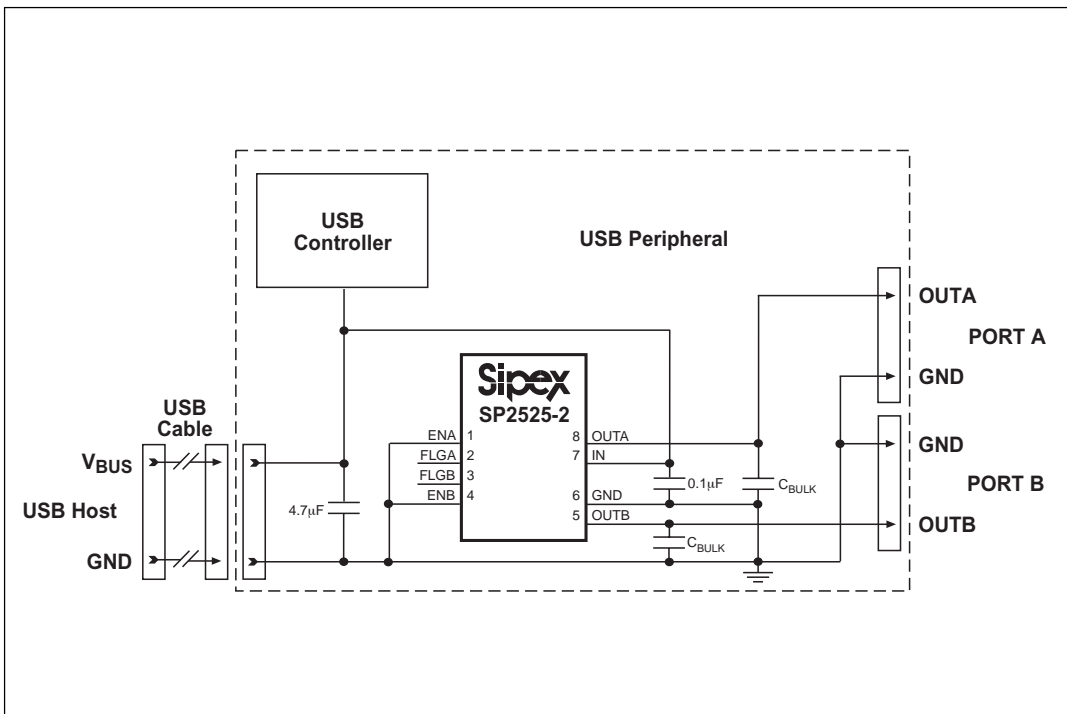 USB
Controller
USB Peripheral
OUTA
PORT A
GND
Sipex
SP2525-2
USB
Cable
ENA 1
FLGA 2
FLGB 3
ENB 4
8 OUTA
7 IN
6 GND
5 OUTB
0.1µF
CBULK
CBULK
4.7µF
VBUS
USB Host
GND
GND
PORT B
OUTB